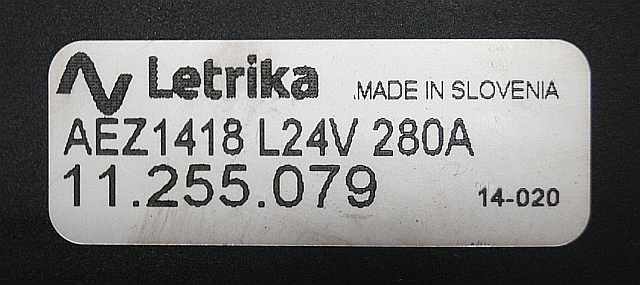 Letrika MADE IN SLOVENIA
AEZ1418 L24V 280A
11.255.079 14-020